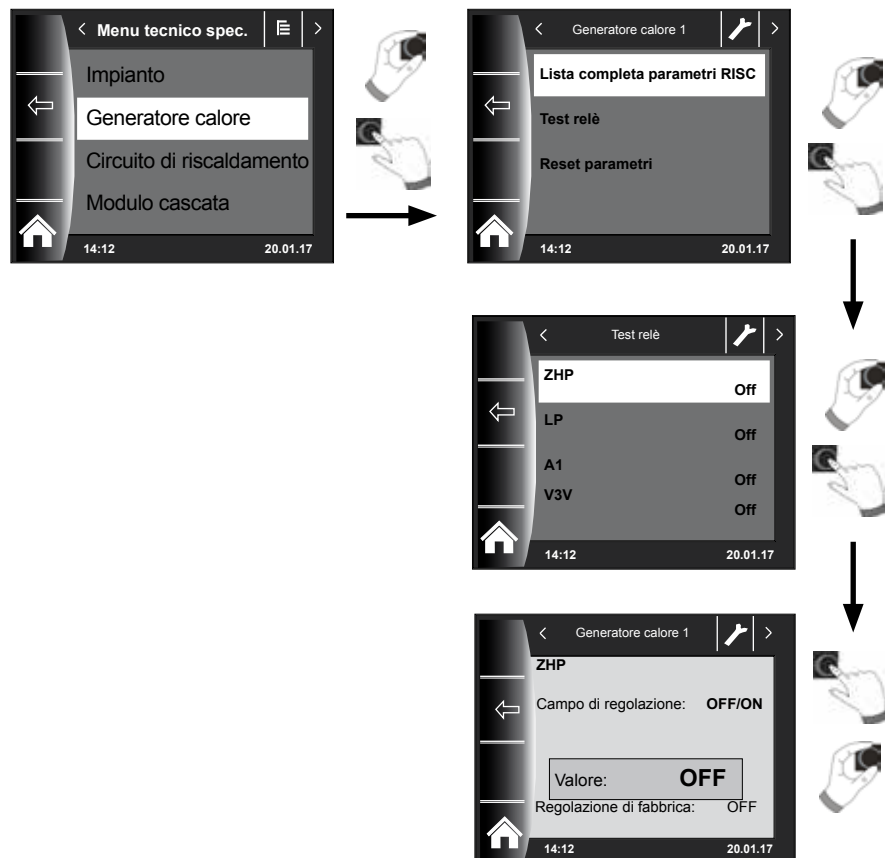 Menu tecnico spec.
Impianto
Generatore calore
Circuito di riscaldamento
Modulo cascata
14:12 20.01.17
Generatore calore 1
Lista completa parametri RISC
Test relè
Reset parametri
14:12 20.01.17
Test relè
ZHP
Off
LP
Off
A1
Off
V3V
Off
14:12 20.01.17
Generatore calore 1
ZHP
Campo di regolazione: OFF/ON
Valore: OFF
Regolazione di fabbrica: OFF
14:12 20.01.17